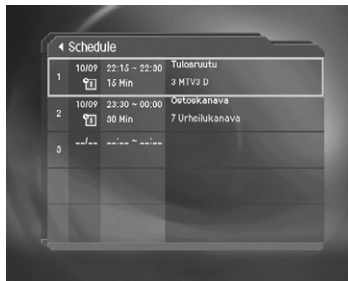 Schedule
1 10/09 22:15 ~ 22:30 Tulosruutu
15 Min 3 MTV3 D
2 10/09 23:30 ~ 00:00 Ostoskanava
30 Min 7 Urheilukanava
3 --/-- --:-- ~ --:--